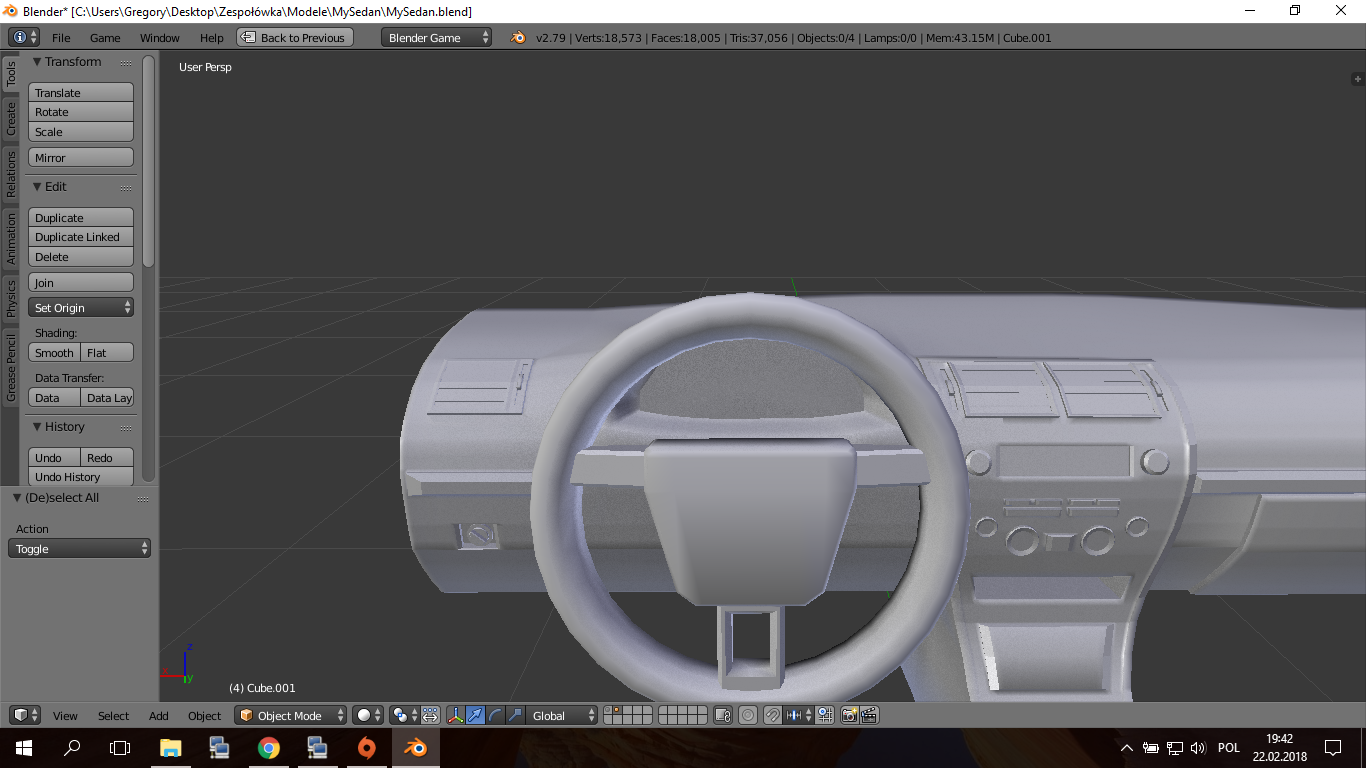 Blender* [C:\Users\Gregory\Desktop\Zespołówka\Modele\MySedan\MySedan.blend]
File Game Window Help Back to Previous Blender Game v2.79 | Verts:18,573 | Faces:18,005 | Tris:37,056 | Objects:0/4 | Lamps:0/0 | Mem:43.15M | Cube.001
Tools
Create
Relations
Animation
Physics
Grease Pencil
Transform
Translate
Rotate
Scale
Mirror
Edit
Duplicate
Duplicate Linked
Delete
Join
Set Origin
Shading:
Smooth Flat
Data Transfer:
Data Data Lay
History
Undo Redo
Undo History
(De)select All
Action
Toggle
User Persp
z
x
y
(4) Cube.001
View Select Add Object Object Mode Global
POL
19:42
22.02.2018